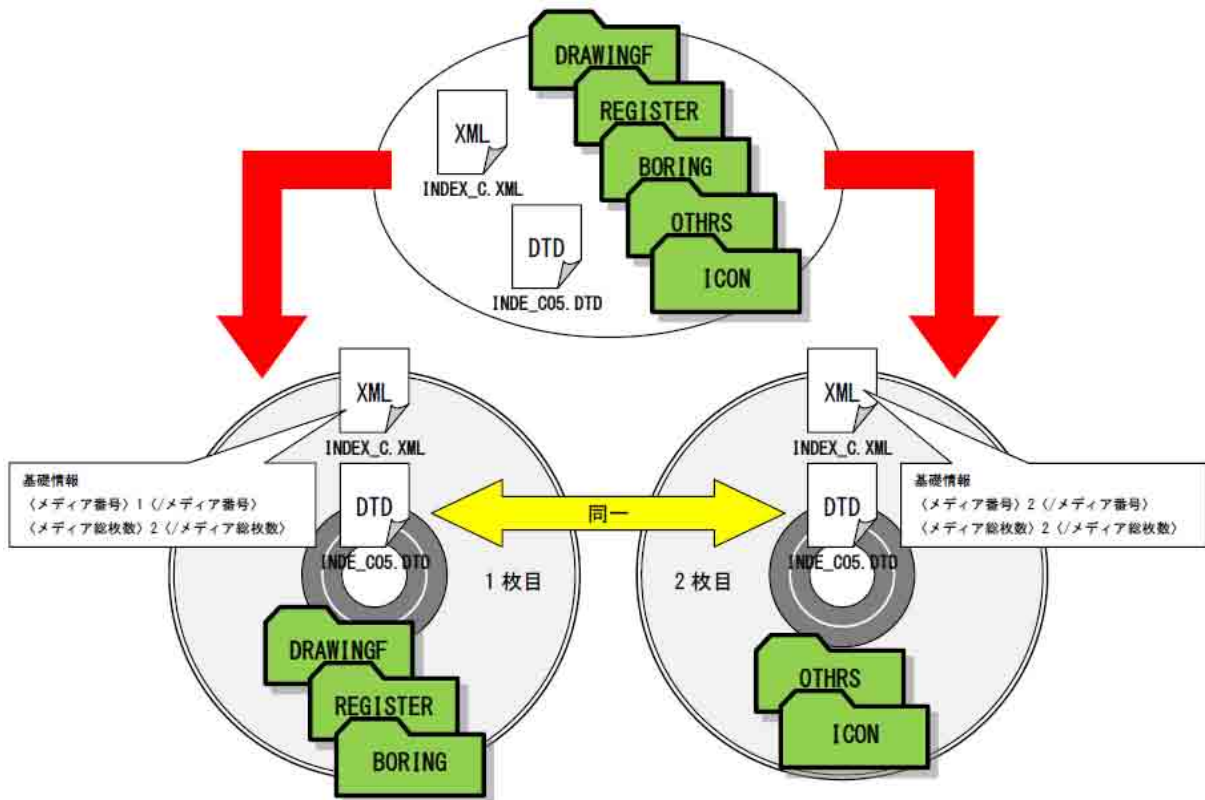 DRAWINGF
REGISTER
BORING
OTHRS
ICON
XML
INDEX_C.XML
DTD
INDE_C05.DTD
XML
INDEX_C.XML
基礎情報
〈メディア番号〉1〈/メディア番号〉
〈メディア総枚数〉2〈/メディア総枚数〉
DTD
INDE_C05.DTD
1枚目
DRAWINGF
REGISTER
BORING
同一
XML
INDEX_C.XML
基礎情報
〈メディア番号〉2〈/メディア番号〉
〈メディア総枚数〉2〈/メディア総枚数〉
DTD
INDE_C05.DTD
2枚目
OTHRS
ICON